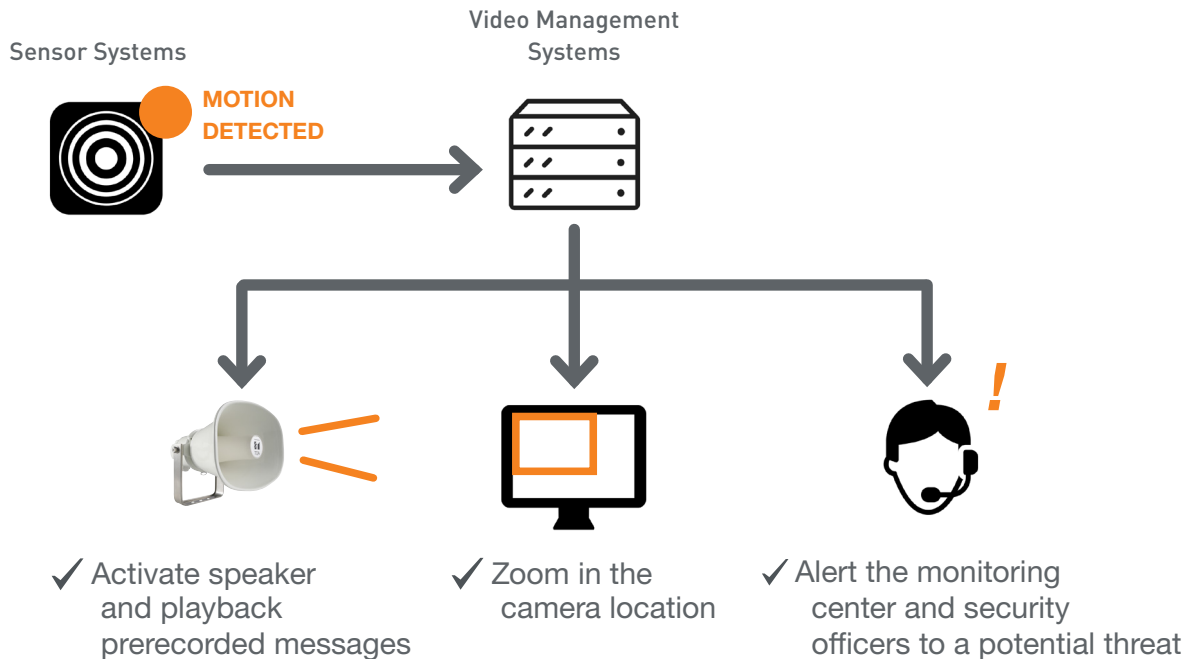 Video Management
Systems
Sensor Systems
MOTION
DETECTED
!
✓ Activate speaker
and playback
prerecorded messages
✓ Zoom in the
camera location
✓ Alert the monitoring
center and security
officers to a potential threat